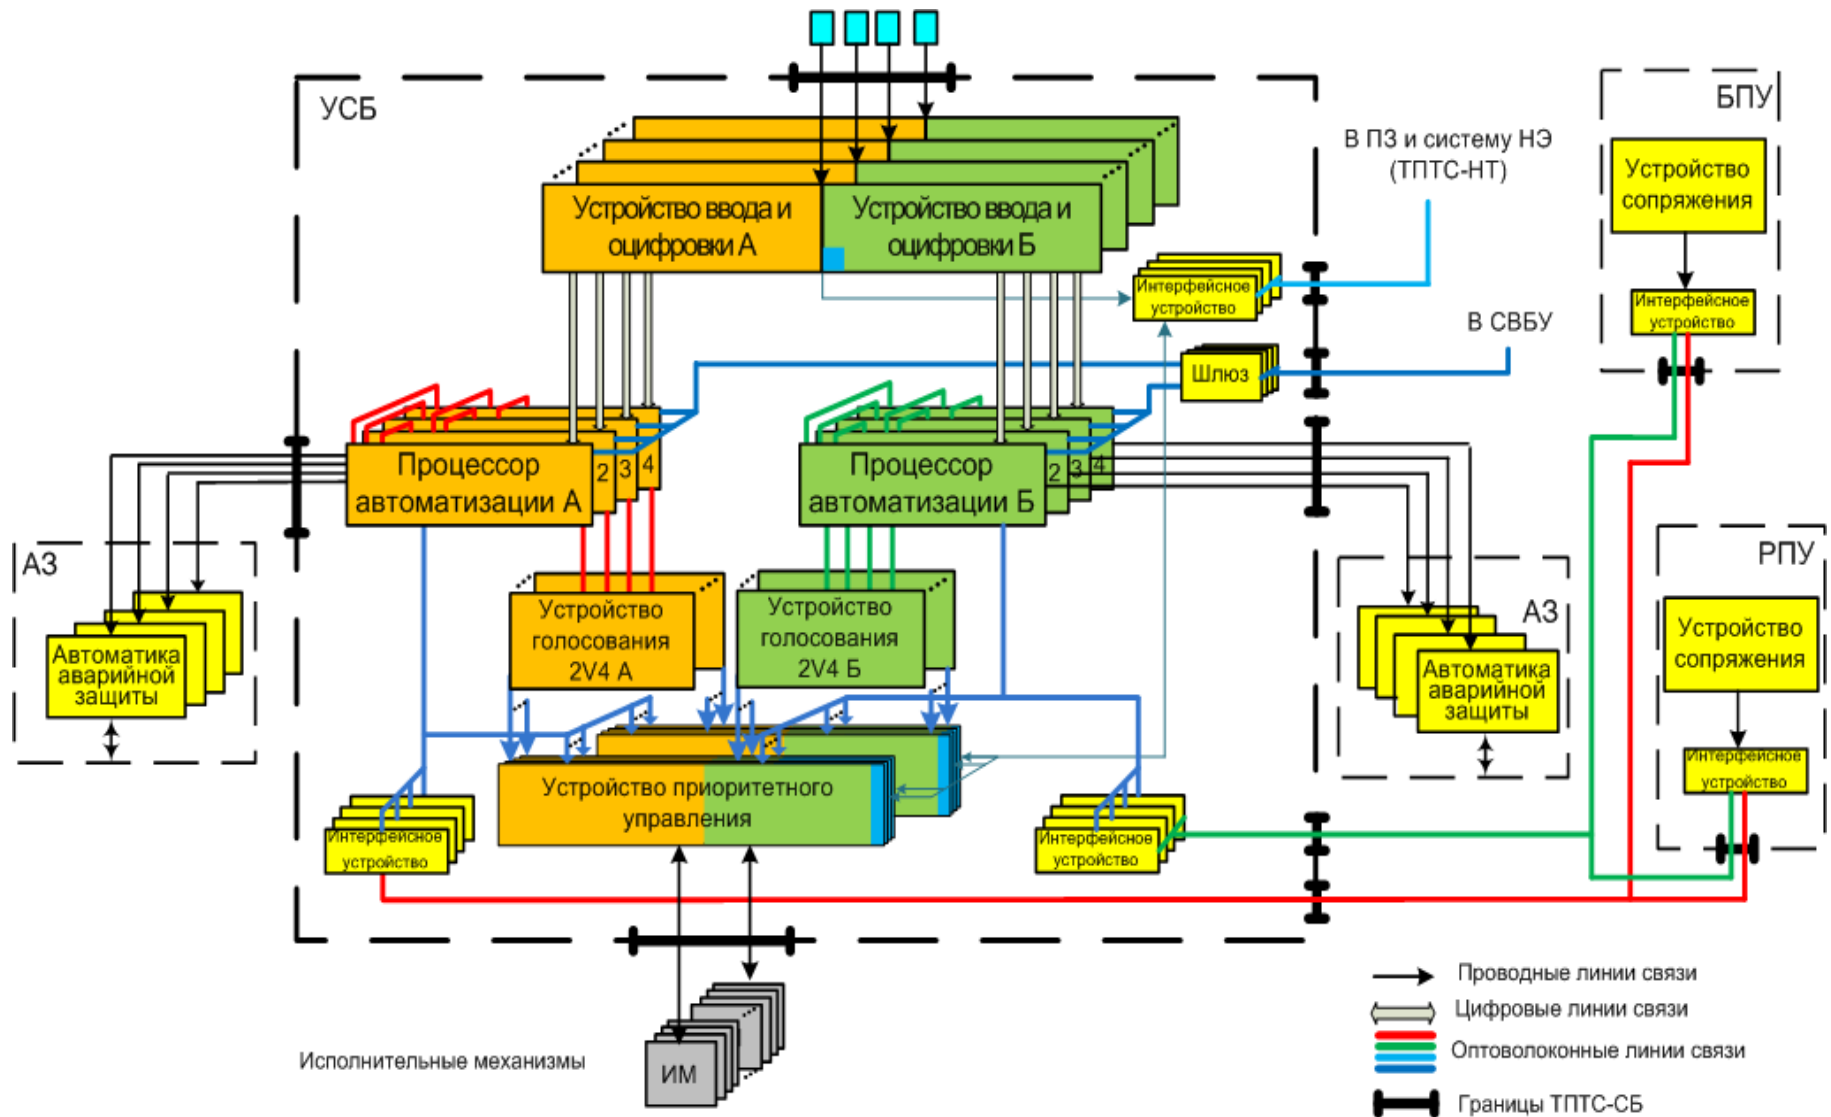 УСБ
БПУ
В ПЗ и систему НЭ
(ТПТС-НТ)
Устройство
сопряжения
Устройство ввода и
оцифровки А
Устройство ввода и
оцифровки Б
Интерфейсное
устройство
Интерфейсное
устройство
В СВБУ
Шлюз
Процессор
автоматизации А
2
3
4
Процессор
автоматизации Б
2
3
4
АЗ
Автоматика
аварийной
защиты
Устройство
голосования
2V4 А
Устройство
голосования
2V4 Б
АЗ
Автоматика
аварийной
защиты
РПУ
Устройство
сопряжения
Интерфейсное
устройство
Устройство приоритетного
управления
Интерфейсное
устройство
Интерфейсное
устройство
Исполнительные механизмы
ИМ
Проводные линии связи
Цифровые линии связи
Оптоволоконные линии связи
Границы ТПТС-СБ